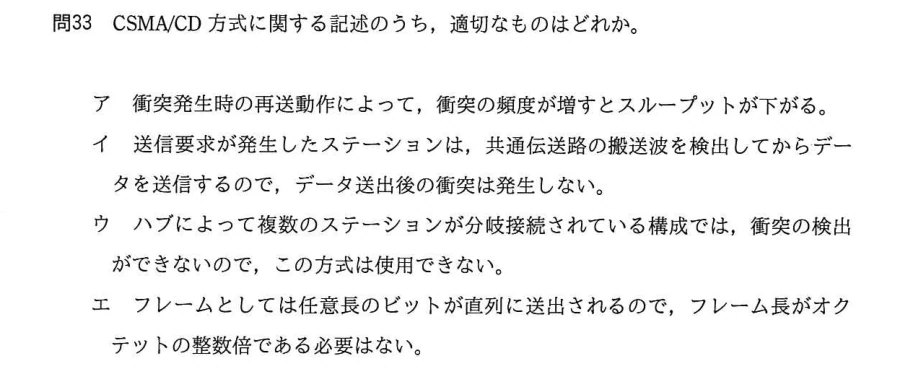 問33 CSMA/CD 方式に関する記述のうち，適切なものはどれか。
ア 衝突発生時の再送動作によって，衝突の頻度が増すとスループットが下がる。
イ 送信要求が発生したステーションは，共通伝送路の搬送波を検出してからデー
タを送信するので，データ送出後の衝突は発生しない。
ウ ハブによって複数のステーションが分岐接続されている構成では，衝突の検出
ができないので，この方式は使用できない。
エ フレームとしては任意長のビットが直列に送出されるので，フレーム長がオク
テットの整数倍である必要はない。